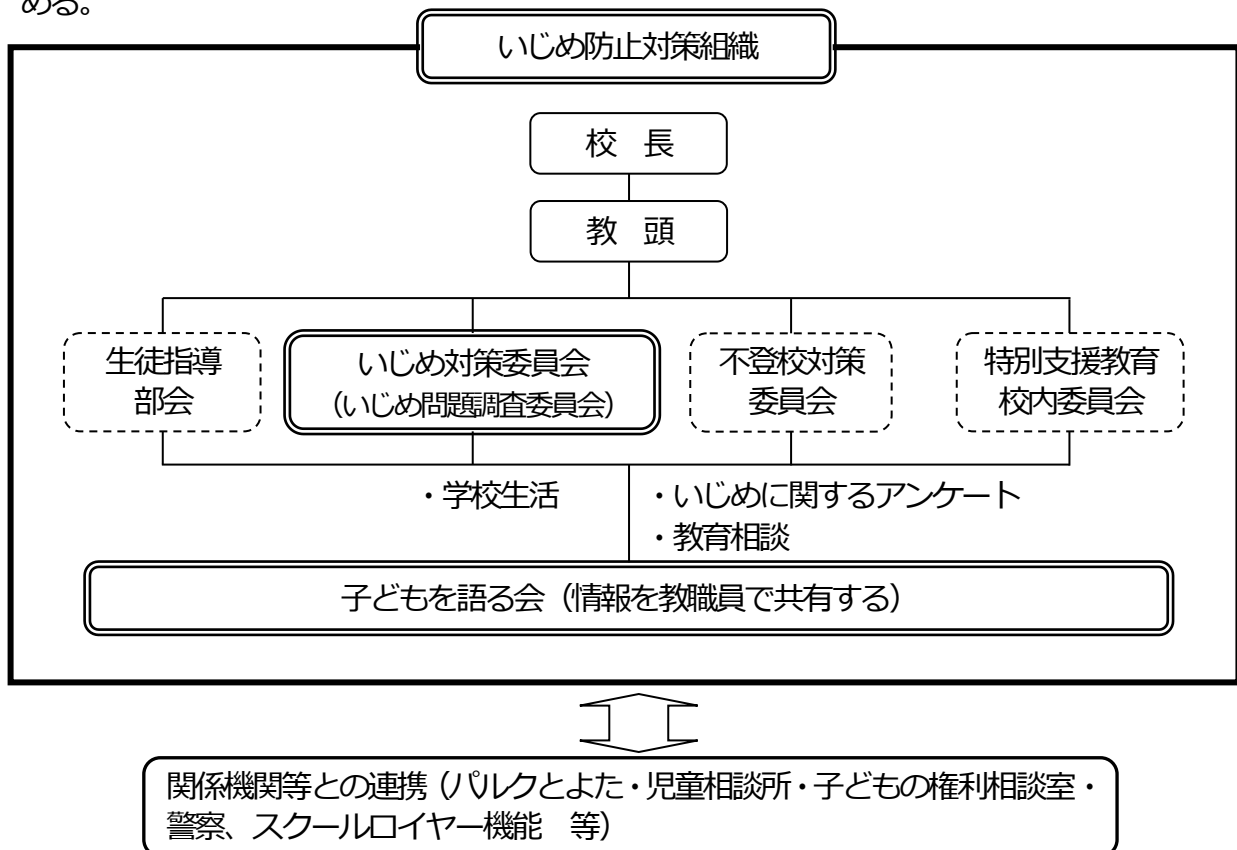 める。
いじめ防止対策組織
校　長
教　頭
生徒指導
部会
いじめ対策委員会
（いじめ問題調査委員会）
不登校対策
委員会
特別支援教育
校内委員会
・学校生活
・いじめに関するアンケート
・教育相談
子どもを語る会（情報を教職員で共有する）
関係機関等との連携（パルクとよた・児童相談所・子どもの権利相談室・
警察、スクールロイヤー機能　等）